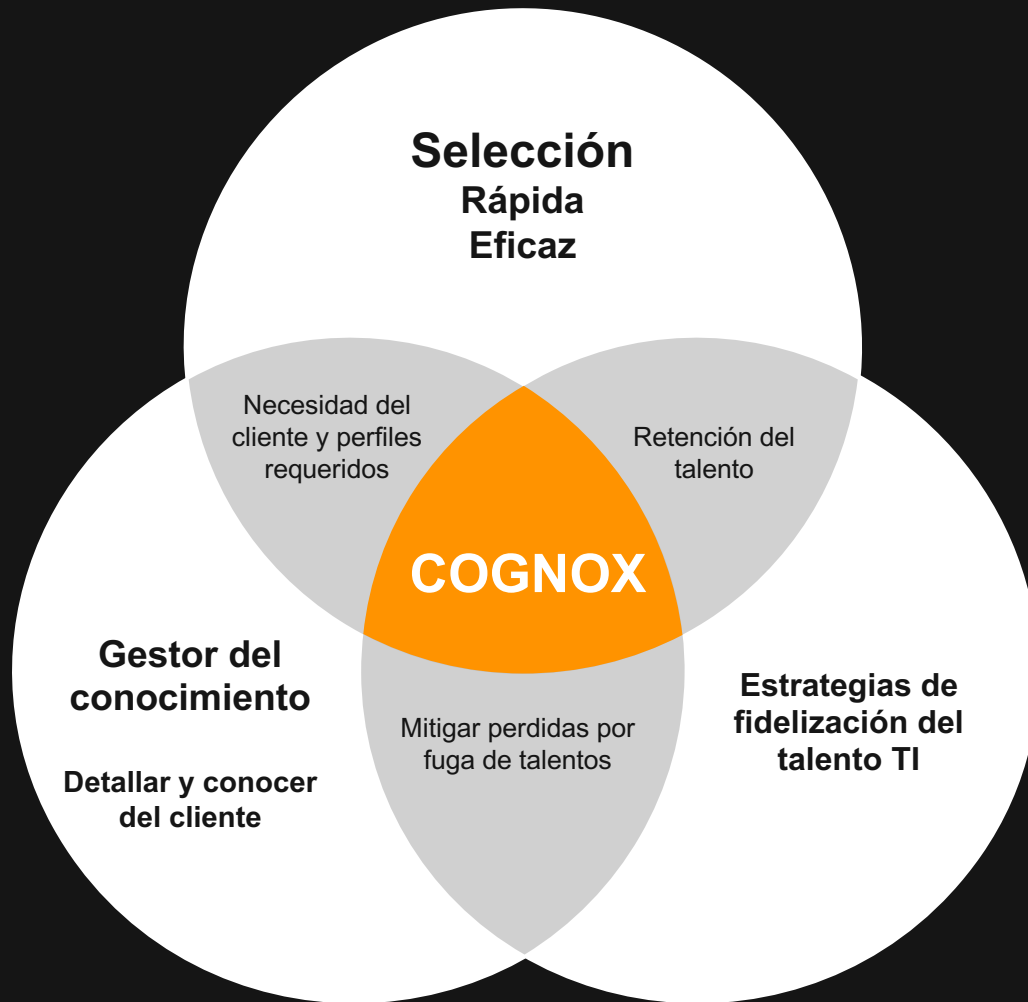 Selección
Rápida
Eficaz
Necesidad del
cliente y perfiles
requeridos
Retención del
talento
COGNOX
Gestor del
conocimiento
Detallar y conocer
del cliente
Mitigar perdidas por
fuga de talentos
Estrategias de
fidelización del
talento TI